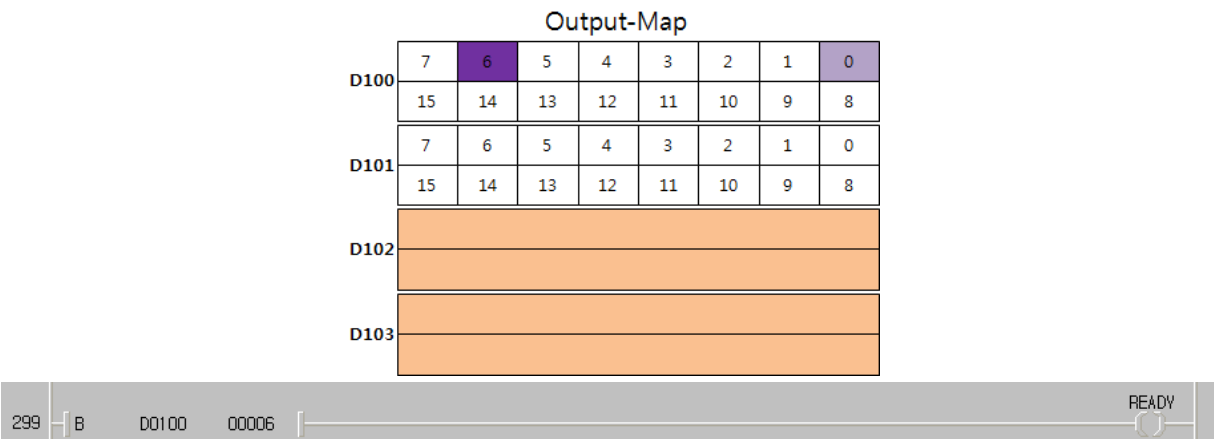 Output-Map
D100
7 6 5 4 3 2 1 0
15 14 13 12 11 10 9 8
D101
7 6 5 4 3 2 1 0
15 14 13 12 11 10 9 8
D102
D103
READY
299 B D0100 00006